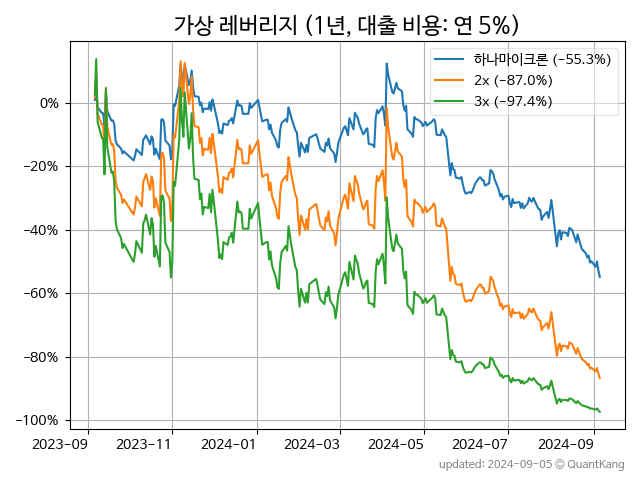 가상 레버리지 (1년, 대출 비용: 연 5%)
하나마이크론 (−55.3%)
2x (−87.0%)
3x (−97.4%)
0%
−20%
−40%
−60%
−80%
−100%
2023-09 2023-11 2024-01 2024-03 2024-05 2024-07 2024-09
updated: 2024-09-05 © QuantKang